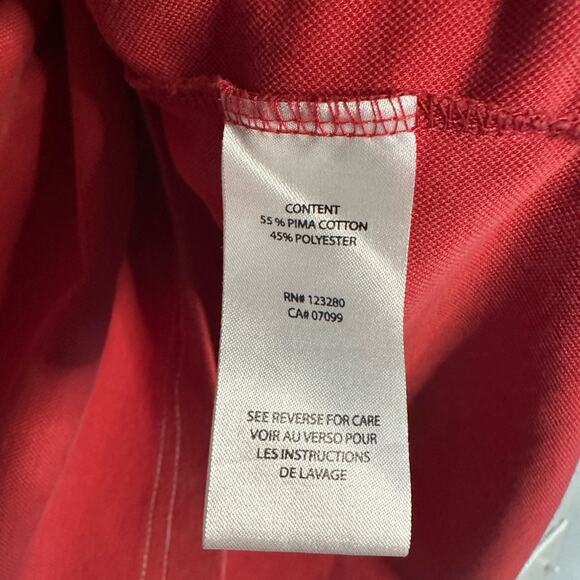 CONTENT
55% PIMA COTTON
45% POLYESTER
RN# 123280
CA# 07099
SEE REVERSE FOR CARE
VOIR AU VERSO POUR
LES INSTRUCTIONS
DE LAVAGE